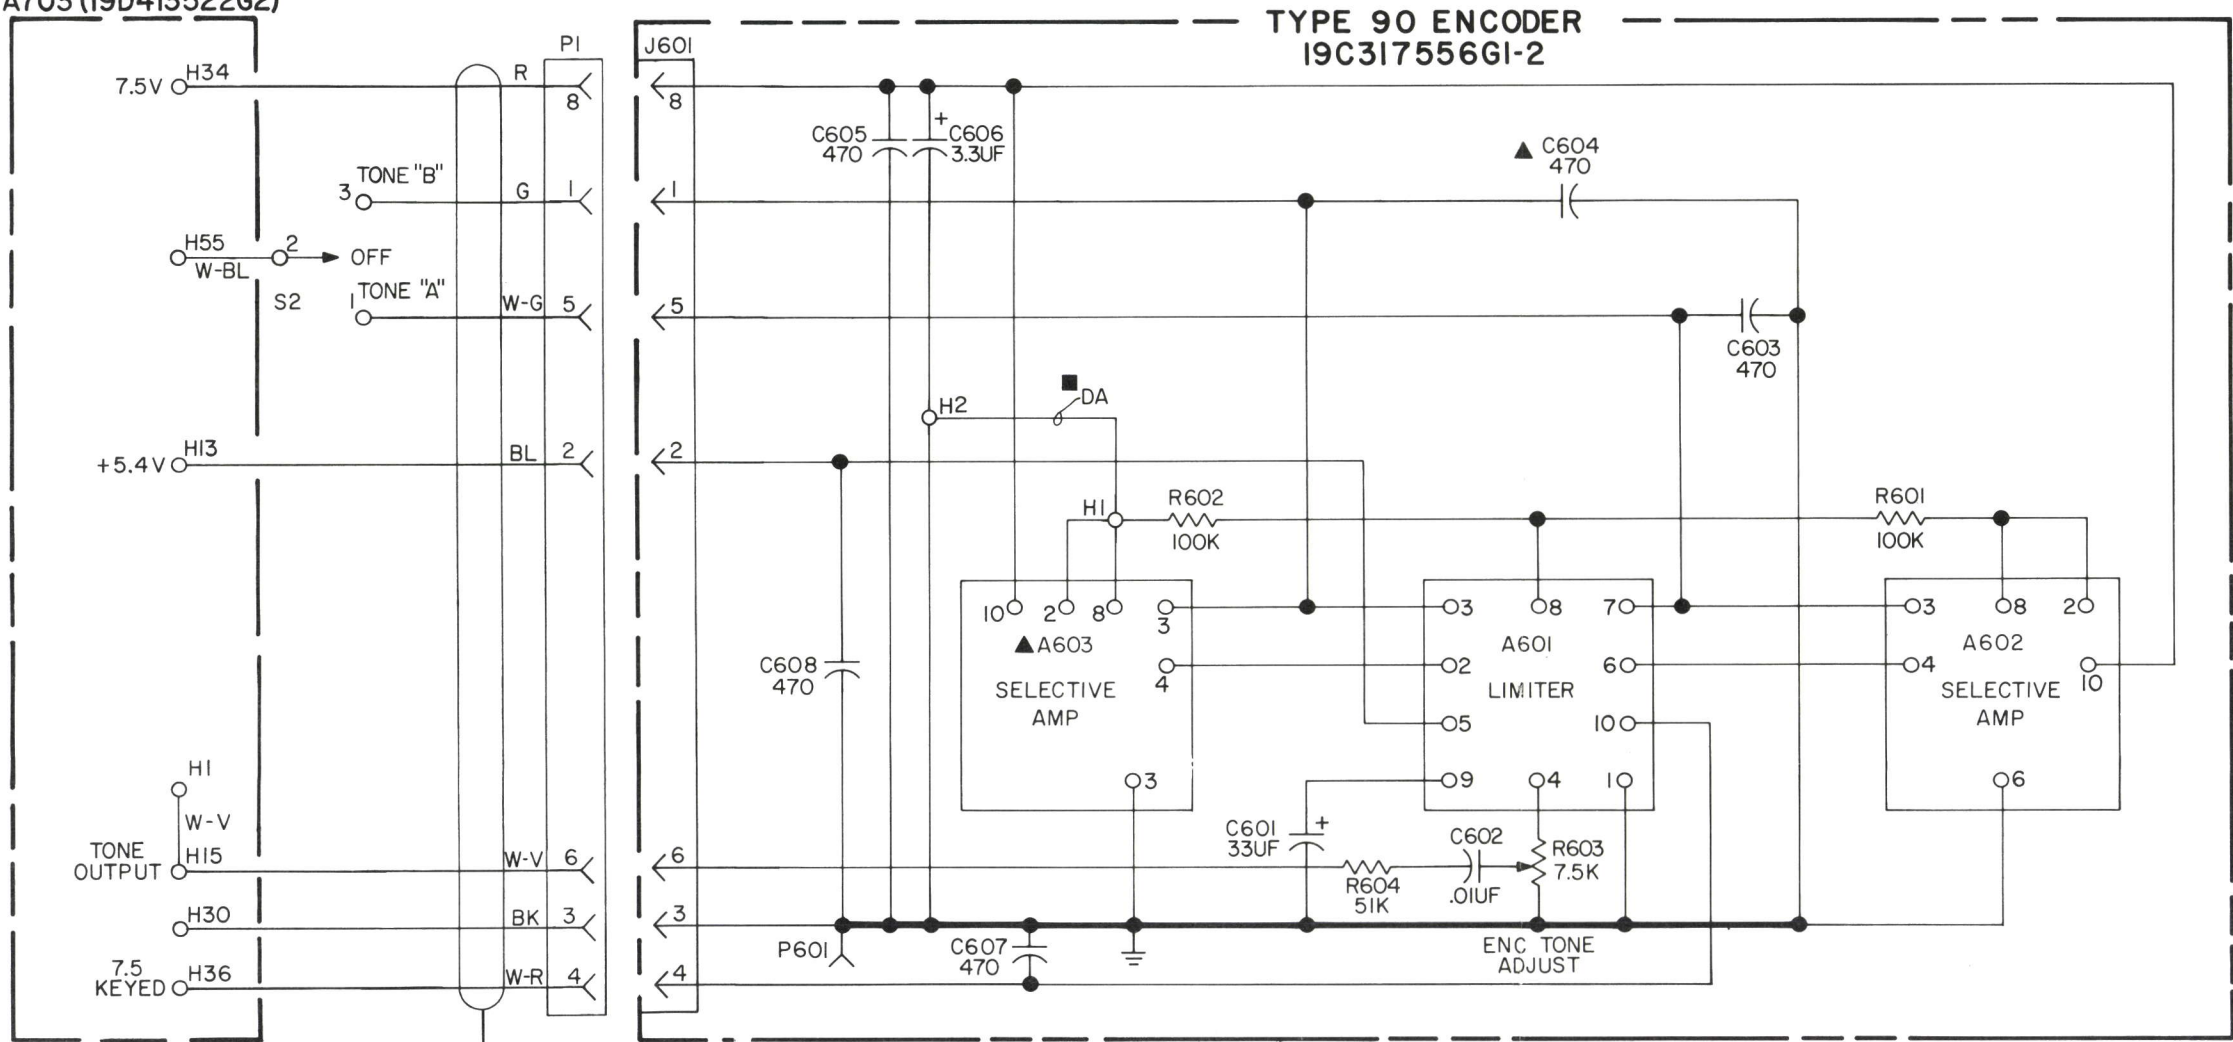 A703 (19D413522G2)
TYPE 90 ENCODER
19C317556G1-2
P1
J601
7.5V
H34
R
8
8
C605
470
+
C606
3.3UF
▲ C604
470
TONE "B"
3
G
1
1
H55
W-BL
2
OFF
S2
TONE "A"
1
W-G
5
5
C603
470
■
DA
H2
+5.4V
H13
BL
2
2
H1
R602
100K
R601
100K
10
2
8
3
3
8
7
3
8
2
▲ A603
A601
A602
C608
470
4
2
6
4
10
SELECTIVE
AMP
LIMITER
SELECTIVE
AMP
5
10
H1
W-V
3
9
4
1
6
C601
33UF
+
C602
.01UF
R603
7.5K
TONE
OUTPUT
H15
W-V
6
6
R604
51K
H30
BK
3
3
P601
C607
470
ENC TONE
ADJUST
7.5
KEYED
H36
W-R
4
4